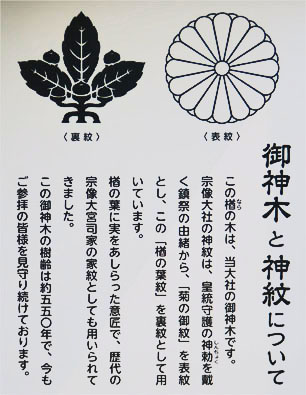 御神木と神紋について
〈表紋〉
〈裏紋〉
この楢の木は、当大社の御神木です。
なら
宗像大社の神紋は、皇統守護の神勅を戴
しんちょく
く鎮祭の由緒から、「菊の御紋」を表紋
とし、この「楢の葉紋」を裏紋として用
いています。
楢の葉に実をあしらった意匠で、歴代の
宗像大宮司家の家紋としても用いられて
きました。
この御神木の樹齢は約五五〇年で、今も
ご参拝の皆様を見守り続けております。